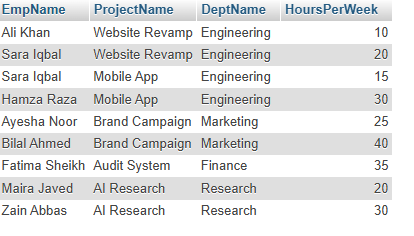 EmpName ProjectName DeptName HoursPerWeek
Ali Khan Website Revamp Engineering 10
Sara Iqbal Website Revamp Engineering 20
Sara Iqbal Mobile App Engineering 15
Hamza Raza Mobile App Engineering 30
Ayesha Noor Brand Campaign Marketing 25
Bilal Ahmed Brand Campaign Marketing 40
Fatima Sheikh Audit System Finance 35
Maira Javed AI Research Research 20
Zain Abbas AI Research Research 30